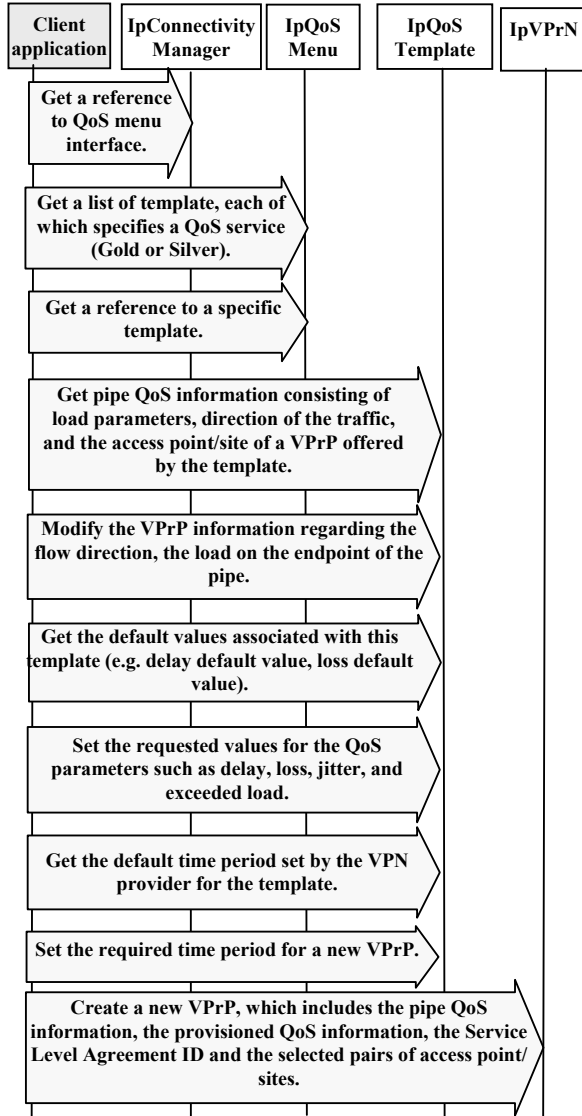 Client
application
IpConnectivity
Manager
IpQoS
Menu
IpQoS
Template
IpVPrN
Get a reference
to QoS menu
interface.
Get a list of template, each of
which specifies a QoS service
(Gold or Silver).
Get a reference to a specific
template.
Get pipe QoS information consisting of
load parameters, direction of the traffic,
and the access point/site of a VPrP offered
by the template.
Modify the VPrP information regarding the
flow direction, the load on the endpoint of the
pipe.
Get the default values associated with this
template (e.g. delay default value, loss default
value).
Set the requested values for the QoS
parameters such as delay, loss, jitter, and
exceeded load.
Get the default time period set by the VPN
provider for the template.
Set the required time period for a new VPrP.
Create a new VPrP, which includes the pipe QoS
information, the provisioned QoS information, the Service
Level Agreement ID and the selected pairs of access point/
sites.